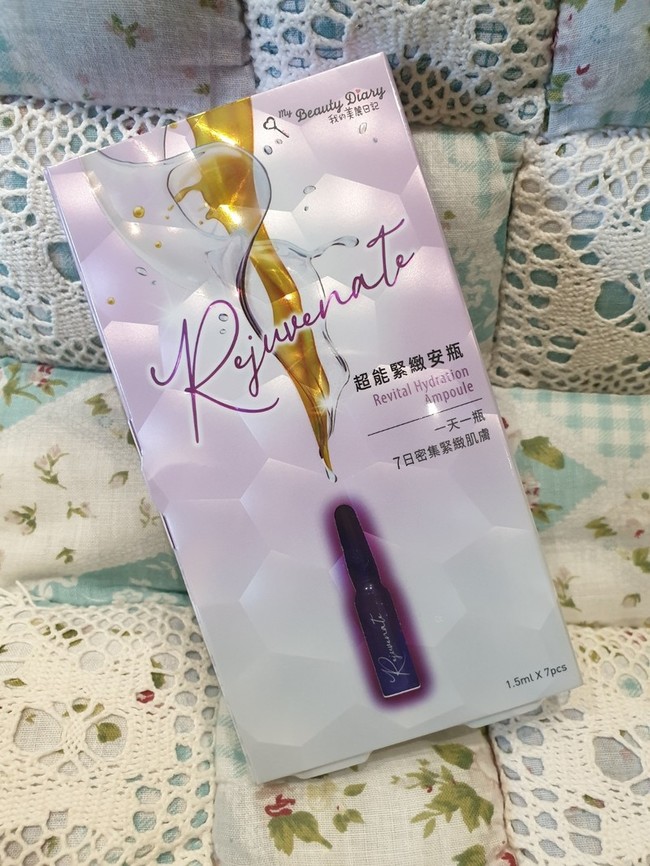 My Beauty Diary
我的美麗日記
Rejuvenate
超能緊緻安瓶
Revital Hydration
Ampoule
一天一瓶
7日密集緊緻肌膚
Rejuvenate
1.5ml X 7pcs